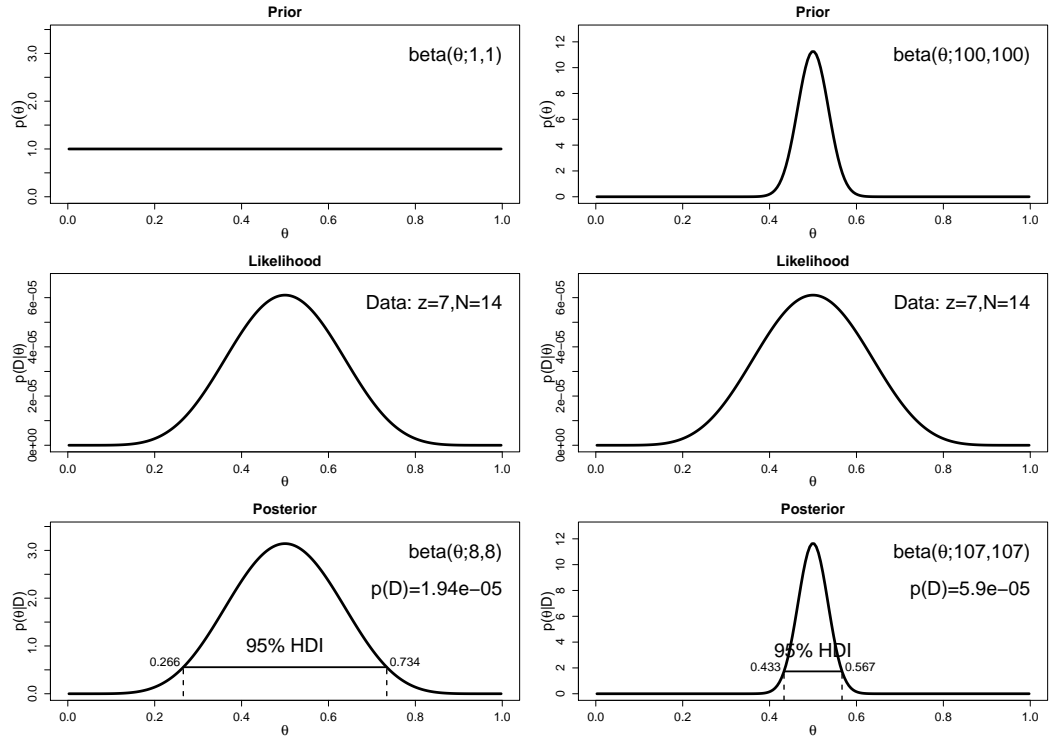 Prior
beta(θ;1,1)
p(θ)
0.0 1.0 2.0 3.0
0.0 0.2 0.4 0.6 0.8 1.0
θ
Prior
beta(θ;100,100)
p(θ)
0 2 4 6 8 10 12
0.0 0.2 0.4 0.6 0.8 1.0
θ
Likelihood
Data: z=7,N=14
p(D|θ)
0e+00 2e−05 4e−05 6e−05
0.0 0.2 0.4 0.6 0.8 1.0
θ
Likelihood
Data: z=7,N=14
p(D|θ)
0e+00 2e−05 4e−05 6e−05
0.0 0.2 0.4 0.6 0.8 1.0
θ
Posterior
beta(θ;8,8)
p(D)=1.94e−05
95% HDI
0.266 0.734
p(θ|D)
0.0 1.0 2.0 3.0
0.0 0.2 0.4 0.6 0.8 1.0
θ
Posterior
beta(θ;107,107)
p(D)=5.9e−05
95% HDI
0.433 0.567
p(θ|D)
0 2 4 6 8 10 12
0.0 0.2 0.4 0.6 0.8 1.0
θ